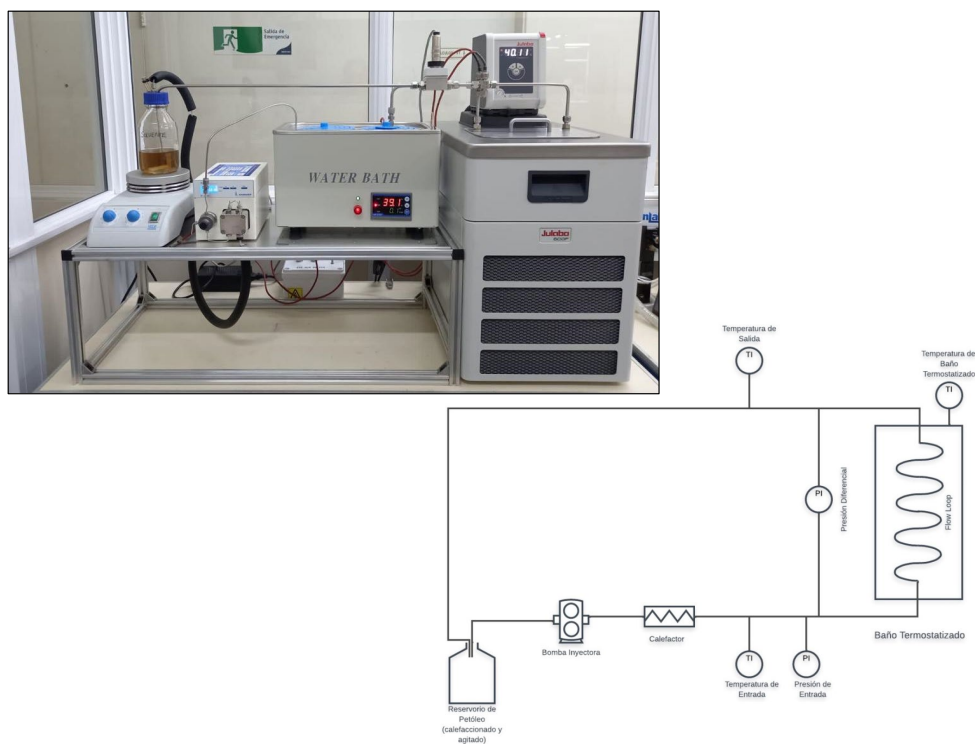 Salida de
Emergencia
Julabo
40.11
WATER BATH
39.1
Julabo
Temperatura de
Salida
TI
Temperatura de
Baño
Termostatizado
TI
PI
Presión Diferencial
Flow Loop
Bomba Inyectora
Calefactor
Baño Termostatizado
TI
PI
Temperatura de
Entrada
Presión de
Entrada
Reservorio de
Petóleo
(calefaccionado y
agitado)